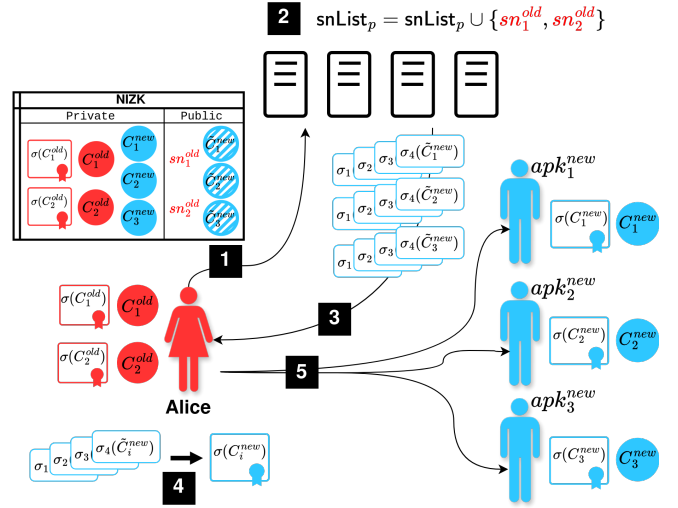 2 snList_p = snList_p ∪ {sn_1^{old}, sn_2^{old}}
NIZK
Private Public
σ(C_1^{old}) C_1^{old} C_1^{new} sn_1^{old} C̃_1^{new}
C_2^{new} C̃_2^{new}
σ(C_2^{old}) C_2^{old} C_3^{new} sn_2^{old} C̃_3^{new}
σ_1 σ_2 σ_3 σ_4(C̃_1^{new})
σ_1 σ_2 σ_3 σ_4(C̃_2^{new})
σ_1 σ_2 σ_3 σ_4(C̃_3^{new})
apk_1^{new}
σ(C_1^{new}) C_1^{new}
1
σ(C_1^{old}) C_1^{old}
3
σ(C_2^{old}) C_2^{old}
Alice
5
apk_2^{new}
σ(C_2^{new}) C_2^{new}
apk_3^{new}
σ(C_3^{new}) C_3^{new}
σ_1 σ_2 σ_3 σ_4(C̃_i^{new}) σ(C_i^{new})
4